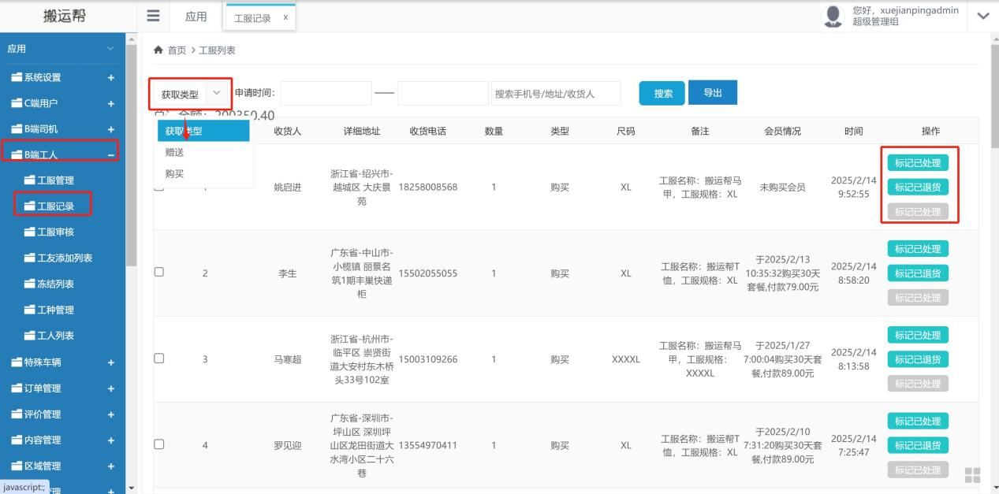 搬运帮
应用
工服记录 x
您好，xuejianpingadmin
超级管理组
应用
系统设置 +
C端用户 +
B端司机 +
B端工人 −
工服管理
工服记录
工服审核
工友添加列表
冻结列表
工种管理
工人列表
特殊车辆 +
订单管理 +
评价管理 +
内容管理 +
区域管理 +
javascript:;
首页 > 工服列表
获取类型 申请时间： —— 搜索手机号/地址/收货人 搜索 导出
200350.40
获取类型
赠送
购买
收货人 详细地址 收货电话 数量 类型 尺码 备注 会员情况 时间 操作
姚启进
浙江省-绍兴市-
越城区 大庆景
苑
18258008568 1 购买 XL
工服名称：搬运帮马
甲，工服规格：XL
未购买会员
2025/2/14
9:52:55
标记已处理
标记已退货
标记已处理
2 李生
广东省-中山市-
小榄镇 丽景名
筑1期丰巢快递
柜
15502055055 1 购买 XL
工服名称：搬运帮T
恤，工服规格：XL
于2025/2/13
10:35:32购买30天
套餐,付款79.00元
2025/2/14
8:58:20
标记已处理
标记已退货
标记已处理
3 马寒超
浙江省-杭州市-
临平区 崇贤街
道大安村东木桥
头33号102室
15003109266 1 购买 XXXXL
工服名称：搬运帮马
甲，工服规格：
XXXXL
于2025/1/27
7:00:04购买30天套
餐,付款89.00元
2025/2/14
8:13:58
标记已处理
标记已退货
标记已处理
4 罗见迎
广东省-深圳市-
坪山区 深圳坪
山区龙田街道大
水湾小区二十六
巷
13554970411 1 购买 XL
工服名称：搬运帮T
恤，工服规格：XL
于2025/2/10
7:31:20购买30天套
餐,付款89.00元
2025/2/14
7:25:47
标记已处理
标记已退货
标记已处理